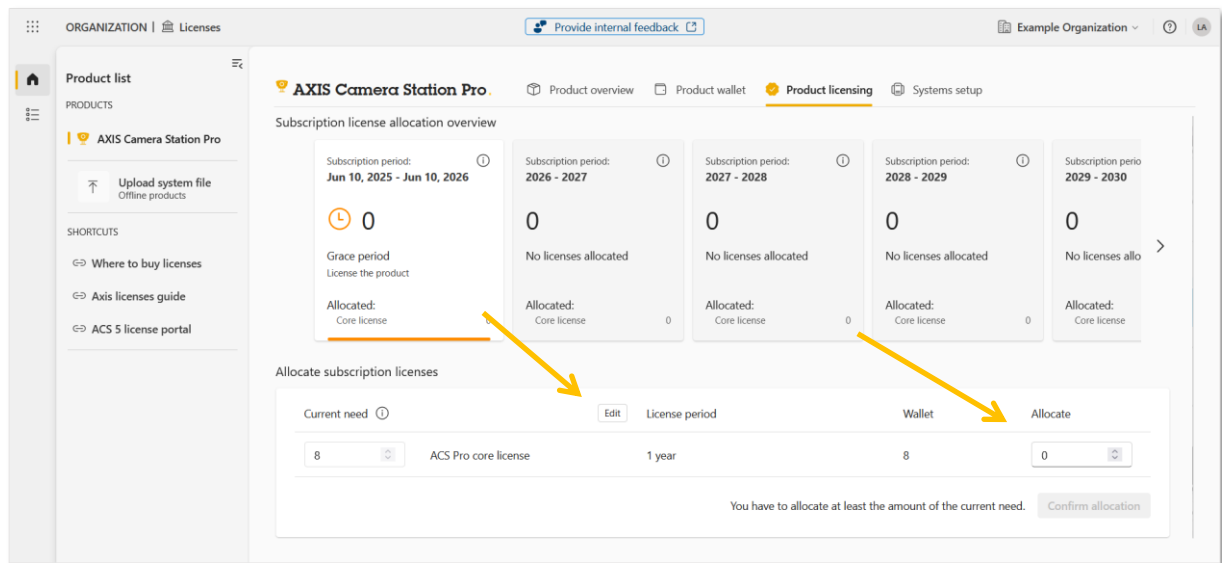 ORGANIZATION | Licenses
Provide internal feedback
Example Organization
LA
Product list
PRODUCTS
AXIS Camera Station Pro
Upload system file
Offline products
SHORTCUTS
Where to buy licenses
Axis licenses guide
ACS 5 license portal
AXIS Camera Station Pro.
Product overview
Product wallet
Product licensing
Systems setup
Subscription license allocation overview
Subscription period:
Jun 10, 2025 - Jun 10, 2026
0
Grace period
License the product
Allocated:
Core license 0
Subscription period:
2026 - 2027
0
No licenses allocated
Allocated:
Core license 0
Subscription period:
2027 - 2028
0
No licenses allocated
Allocated:
Core license 0
Subscription period:
2028 - 2029
0
No licenses allocated
Allocated:
Core license 0
Subscription perio
2029 - 2030
0
No licenses allo
Allocated:
Core license
Allocate subscription licenses
Current need Edit License period Wallet Allocate
8 ACS Pro core license 1 year 8 0
You have to allocate at least the amount of the current need. Confirm allocation